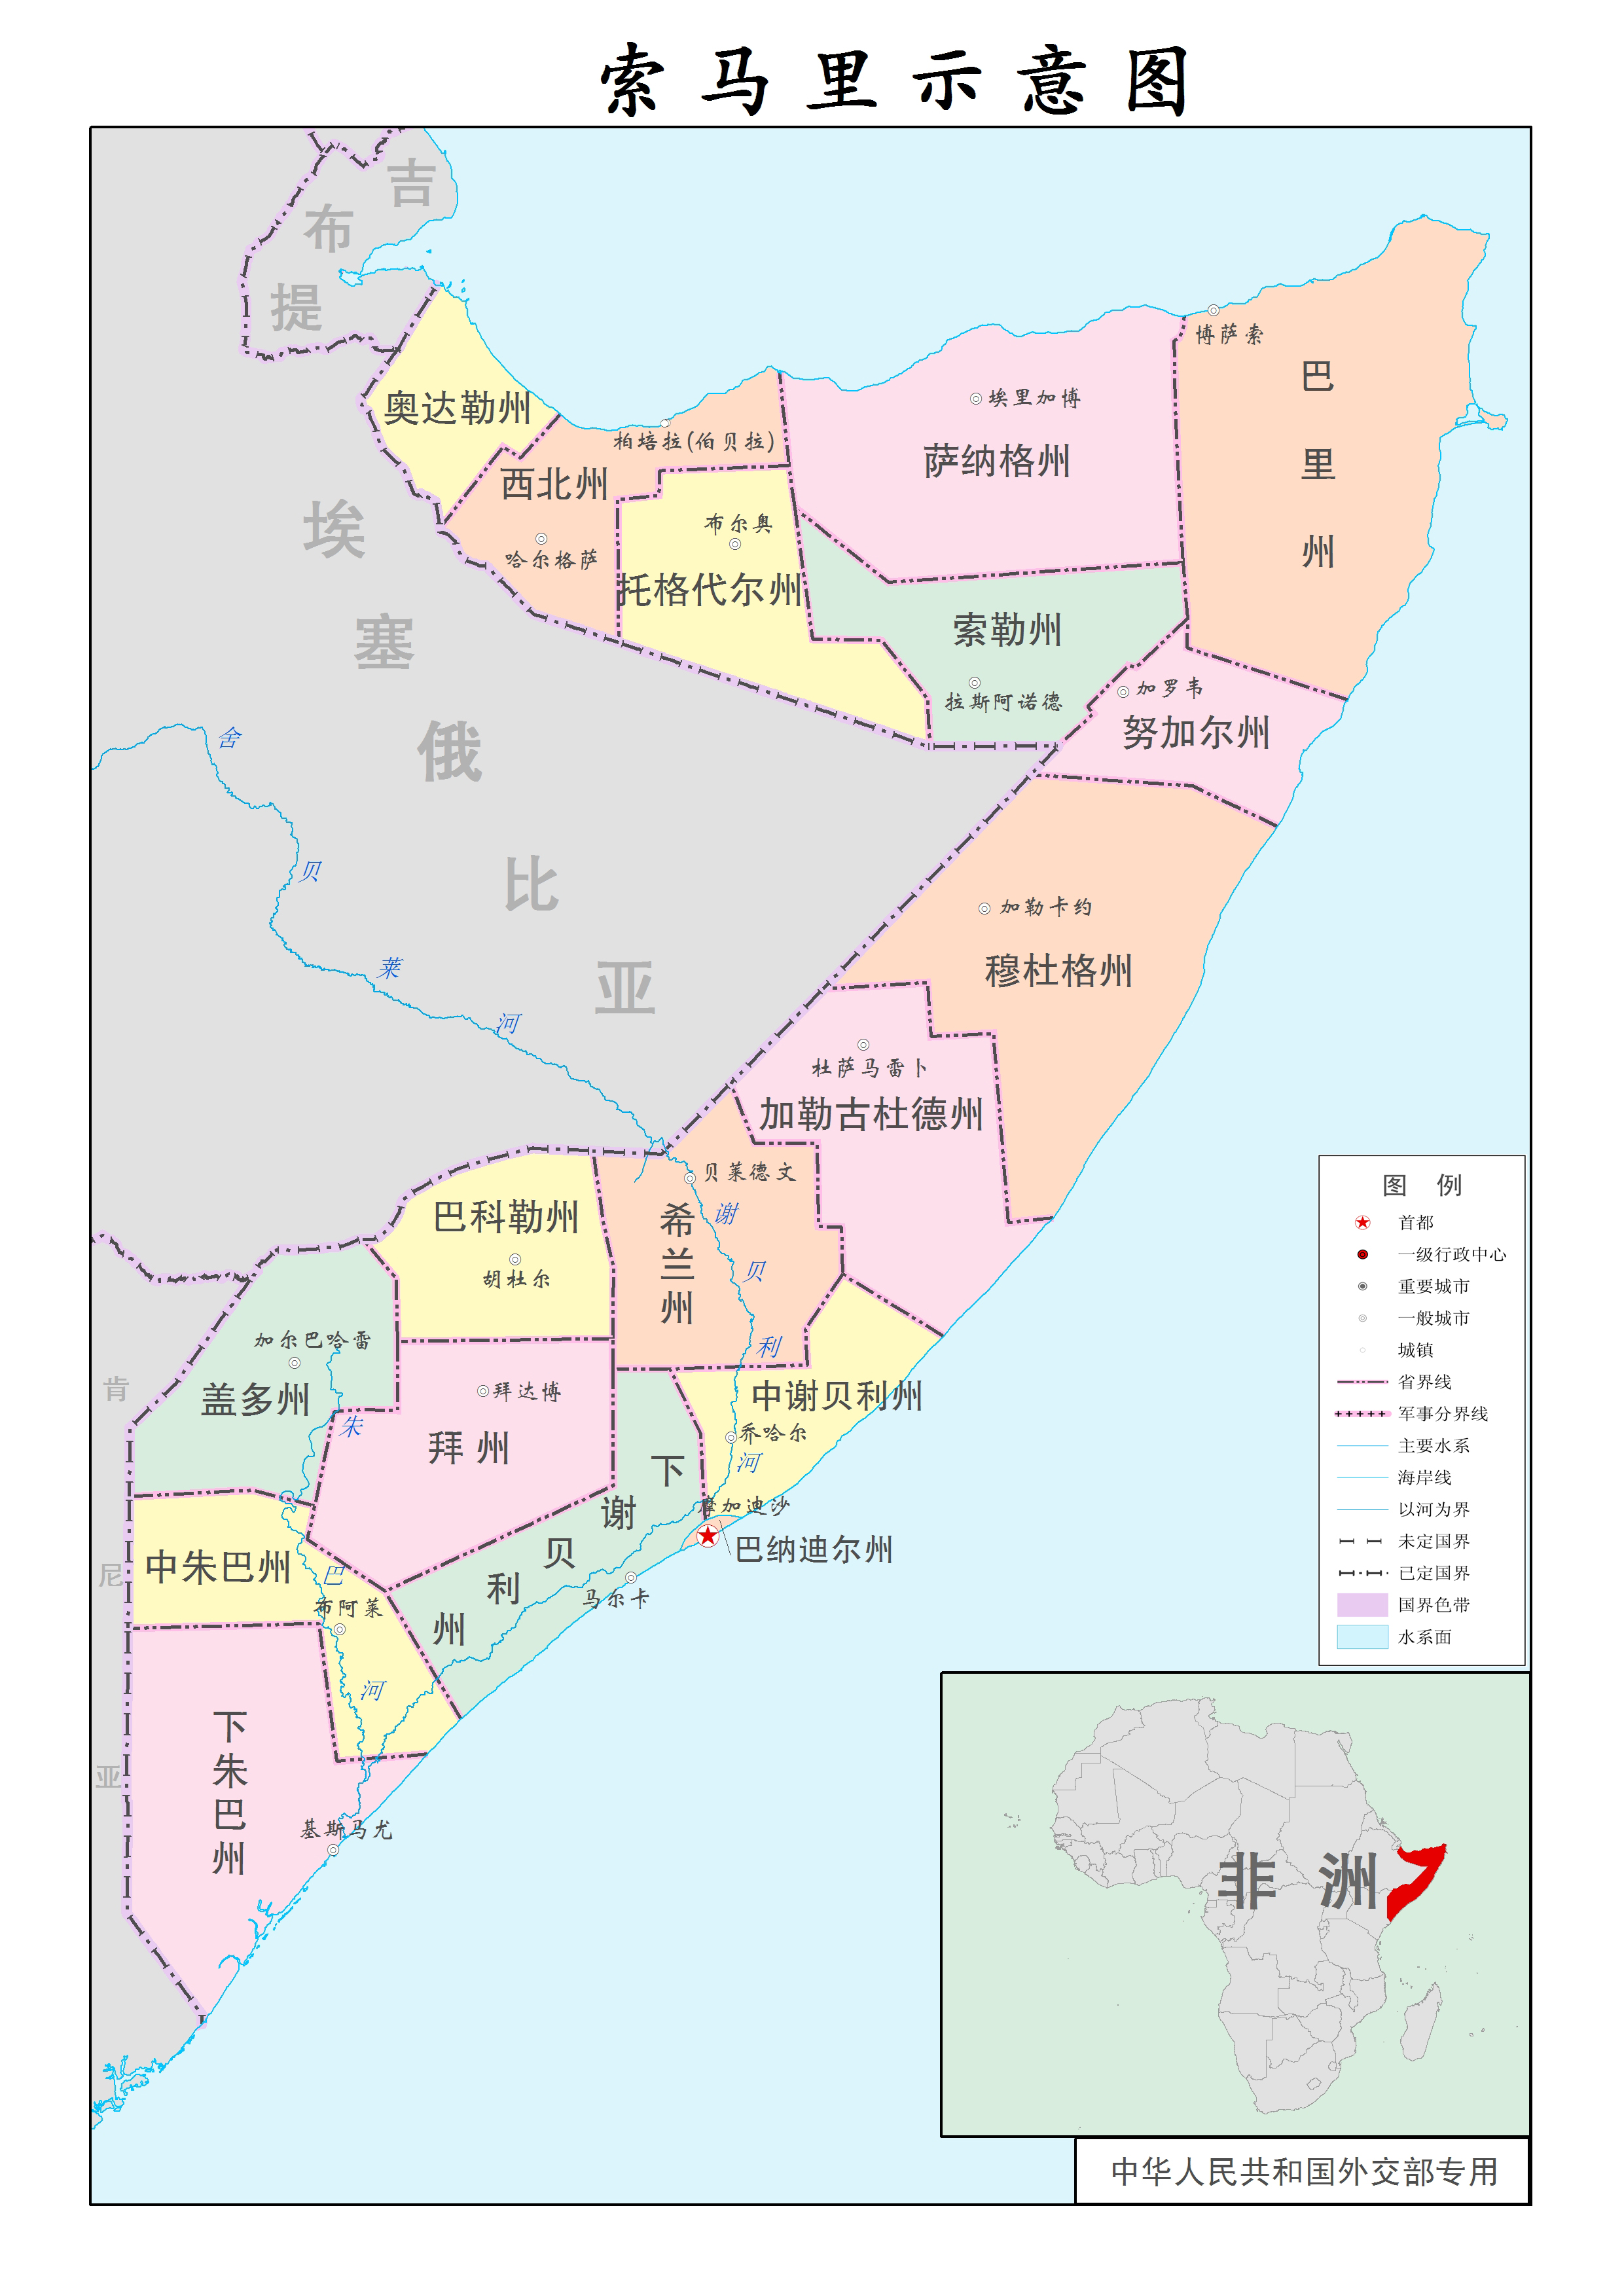 索马里示意图
吉布提
奥达勒州
博萨索
巴里州
埃里加博
萨纳格州
柏培拉(伯贝拉)
西北州
布尔奥
哈尔格萨
托格代尔州
索勒州
拉斯阿诺德
加罗韦
努加尔州
埃塞俄比亚
舍贝莱河
加勒卡约
穆杜格州
杜萨马雷卜
加勒古杜德州
贝莱德文
希兰州
谢贝利河
巴科勒州
胡杜尔
加尔巴哈雷
盖多州
拜达博
拜州
中谢贝利州
乔哈尔
下谢贝利州
摩加迪沙
巴纳迪尔州
马尔卡
中朱巴州
布阿莱
朱巴河
下朱巴州
基斯马尤
肯尼亚
图 例
首都
一级行政中心
重要城市
一般城市
城镇
省界线
军事分界线
主要水系
海岸线
以河为界
未定国界
已定国界
国界色带
水系面
非洲
中华人民共和国外交部专用